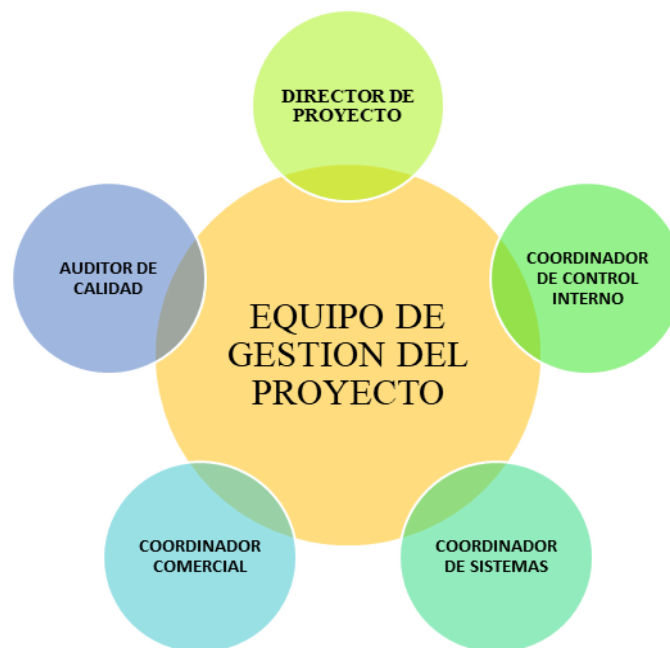 DIRECTOR DE
PROYECTO
AUDITOR DE
CALIDAD
COORDINADOR
DE CONTROL
INTERNO
EQUIPO DE
GESTION DEL
PROYECTO
COORDINADOR
COMERCIAL
COORDINADOR
DE SISTEMAS